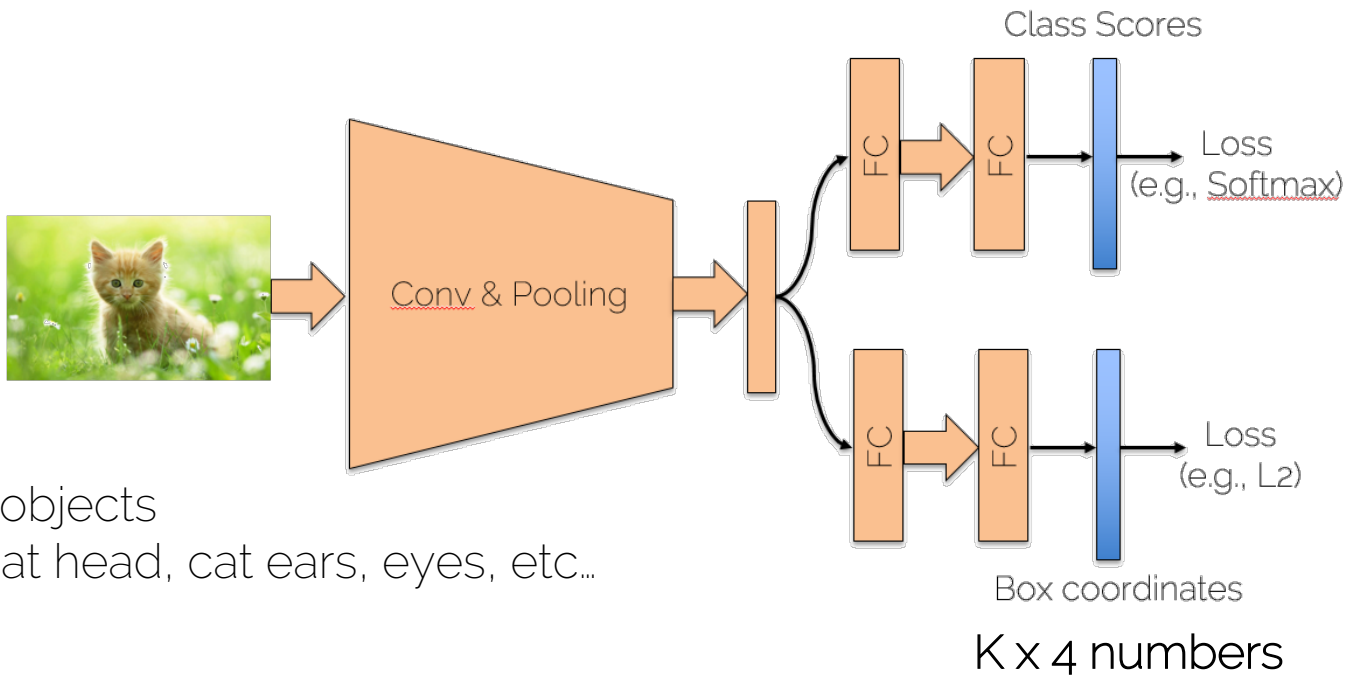 Class Scores
FC
FC
Loss
(e.g., Softmax)
Conv & Pooling
FC
FC
Loss
(e.g., L2)
objects
at head, cat ears, eyes, etc...
Box coordinates
K x 4 numbers